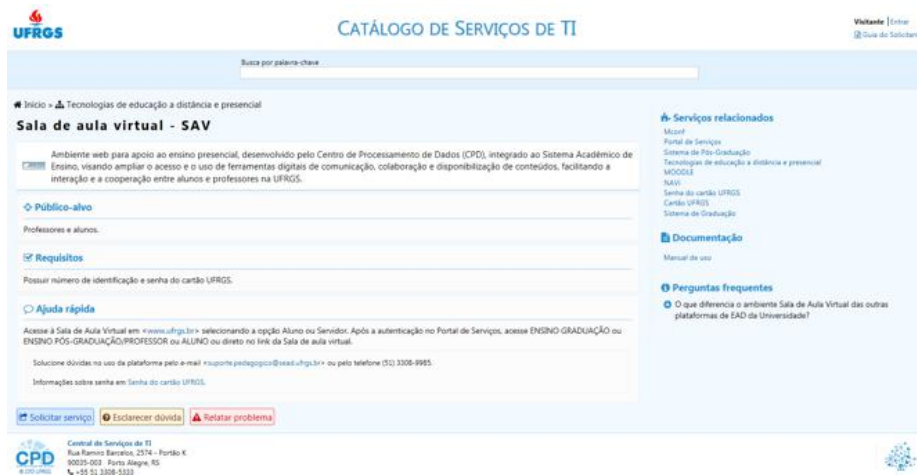 UFRGS
CATÁLOGO DE SERVIÇOS DE TI
Visitante | Entrar
Guia do Solicitan
Busca por palavra-chave
Início » Tecnologias de educação a distância e presencial
Sala de aula virtual - SAV
Ambiente web para apoio ao ensino presencial, desenvolvido pelo Centro de Processamento de Dados (CPD), integrado ao Sistema Acadêmico de
Ensino, visando ampliar o acesso e o uso de ferramentas digitais de comunicação, colaboração e disponibilização de conteúdos, facilitando a
interação e a cooperação entre alunos e professores na UFRGS.
Público-alvo
Professores e alunos.
Requisitos
Possuir número de identificação e senha do cartão UFRGS.
Ajuda rápida
Acesse à Sala de Aula Virtual em <www.ufrgs.br> selecionando a opção Aluno ou Servidor. Após a autenticação no Portal de Serviços, acesse ENSINO GRADUAÇÃO ou
ENSINO PÓS-GRADUAÇÃO/PROFESSOR ou ALUNO ou direto no link da Sala de aula virtual.
Solucione dúvidas no uso da plataforma pelo e-mail <suporte.pedagogico@sead.ufrgs.br> ou pelo telefone (51) 3308-9985.
Informações sobre senha em Senha do cartão UFRGS.
Solicitar serviço
Esclarecer dúvida
Relatar problema
Serviços relacionados
Mconf
Portal de Serviços
Sistema de Pós-Graduação
Tecnologias de educação a distância e presencial
MOODLE
NAVi
Senha do cartão UFRGS
Cartão UFRGS
Sistema de Graduação
Documentação
Manual de uso
Perguntas frequentes
O que diferencia o ambiente Sala de Aula Virtual das outras
plataformas de EAD da Universidade?
CPD
Central de Serviços de TI
Rua Ramiro Barcelos, 2574 - Portão K
90035-003 Porto Alegre, RS
+55 51 3308-5333